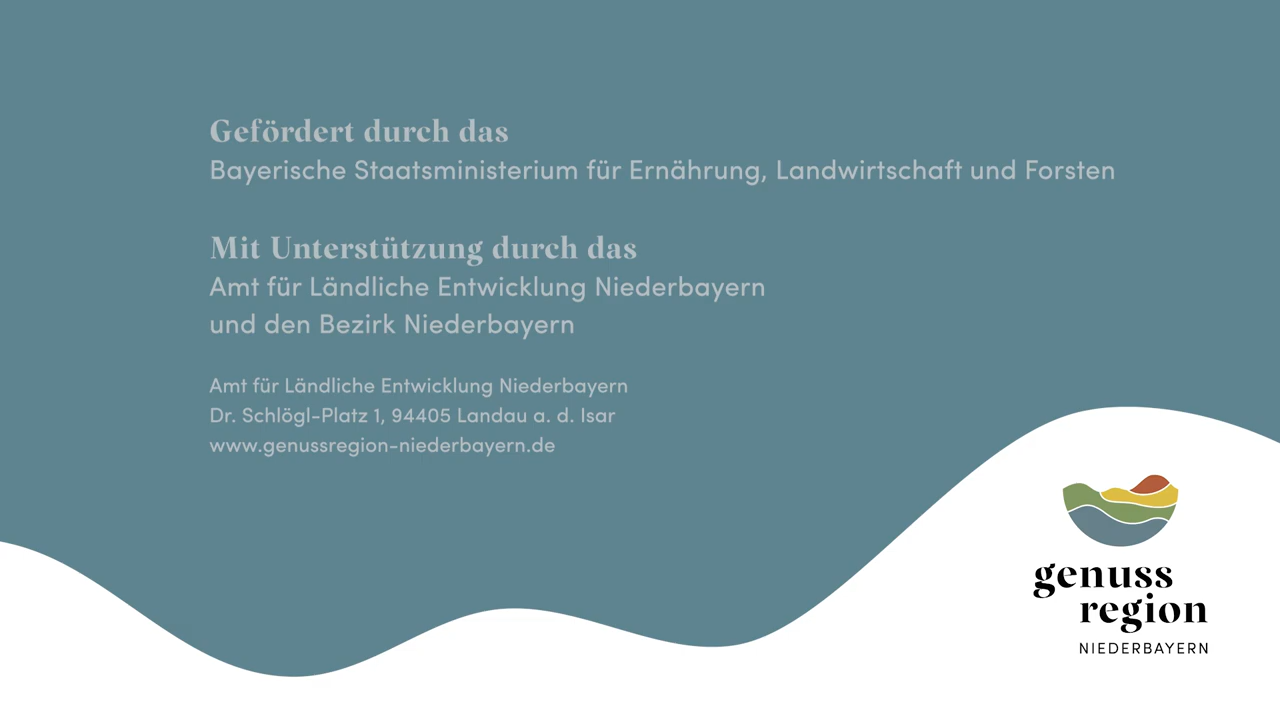 Gefördert durch das
Bayerische Staatsministerium für Ernährung, Landwirtschaft und Forsten
Mit Unterstützung durch das
Amt für Ländliche Entwicklung Niederbayern
und den Bezirk Niederbayern
Amt für Ländliche Entwicklung Niederbayern
Dr. Schlögl-Platz 1, 94405 Landau a. d. Isar
www.genussregion-niederbayern.de
genuss
region
NIEDERBAYERN